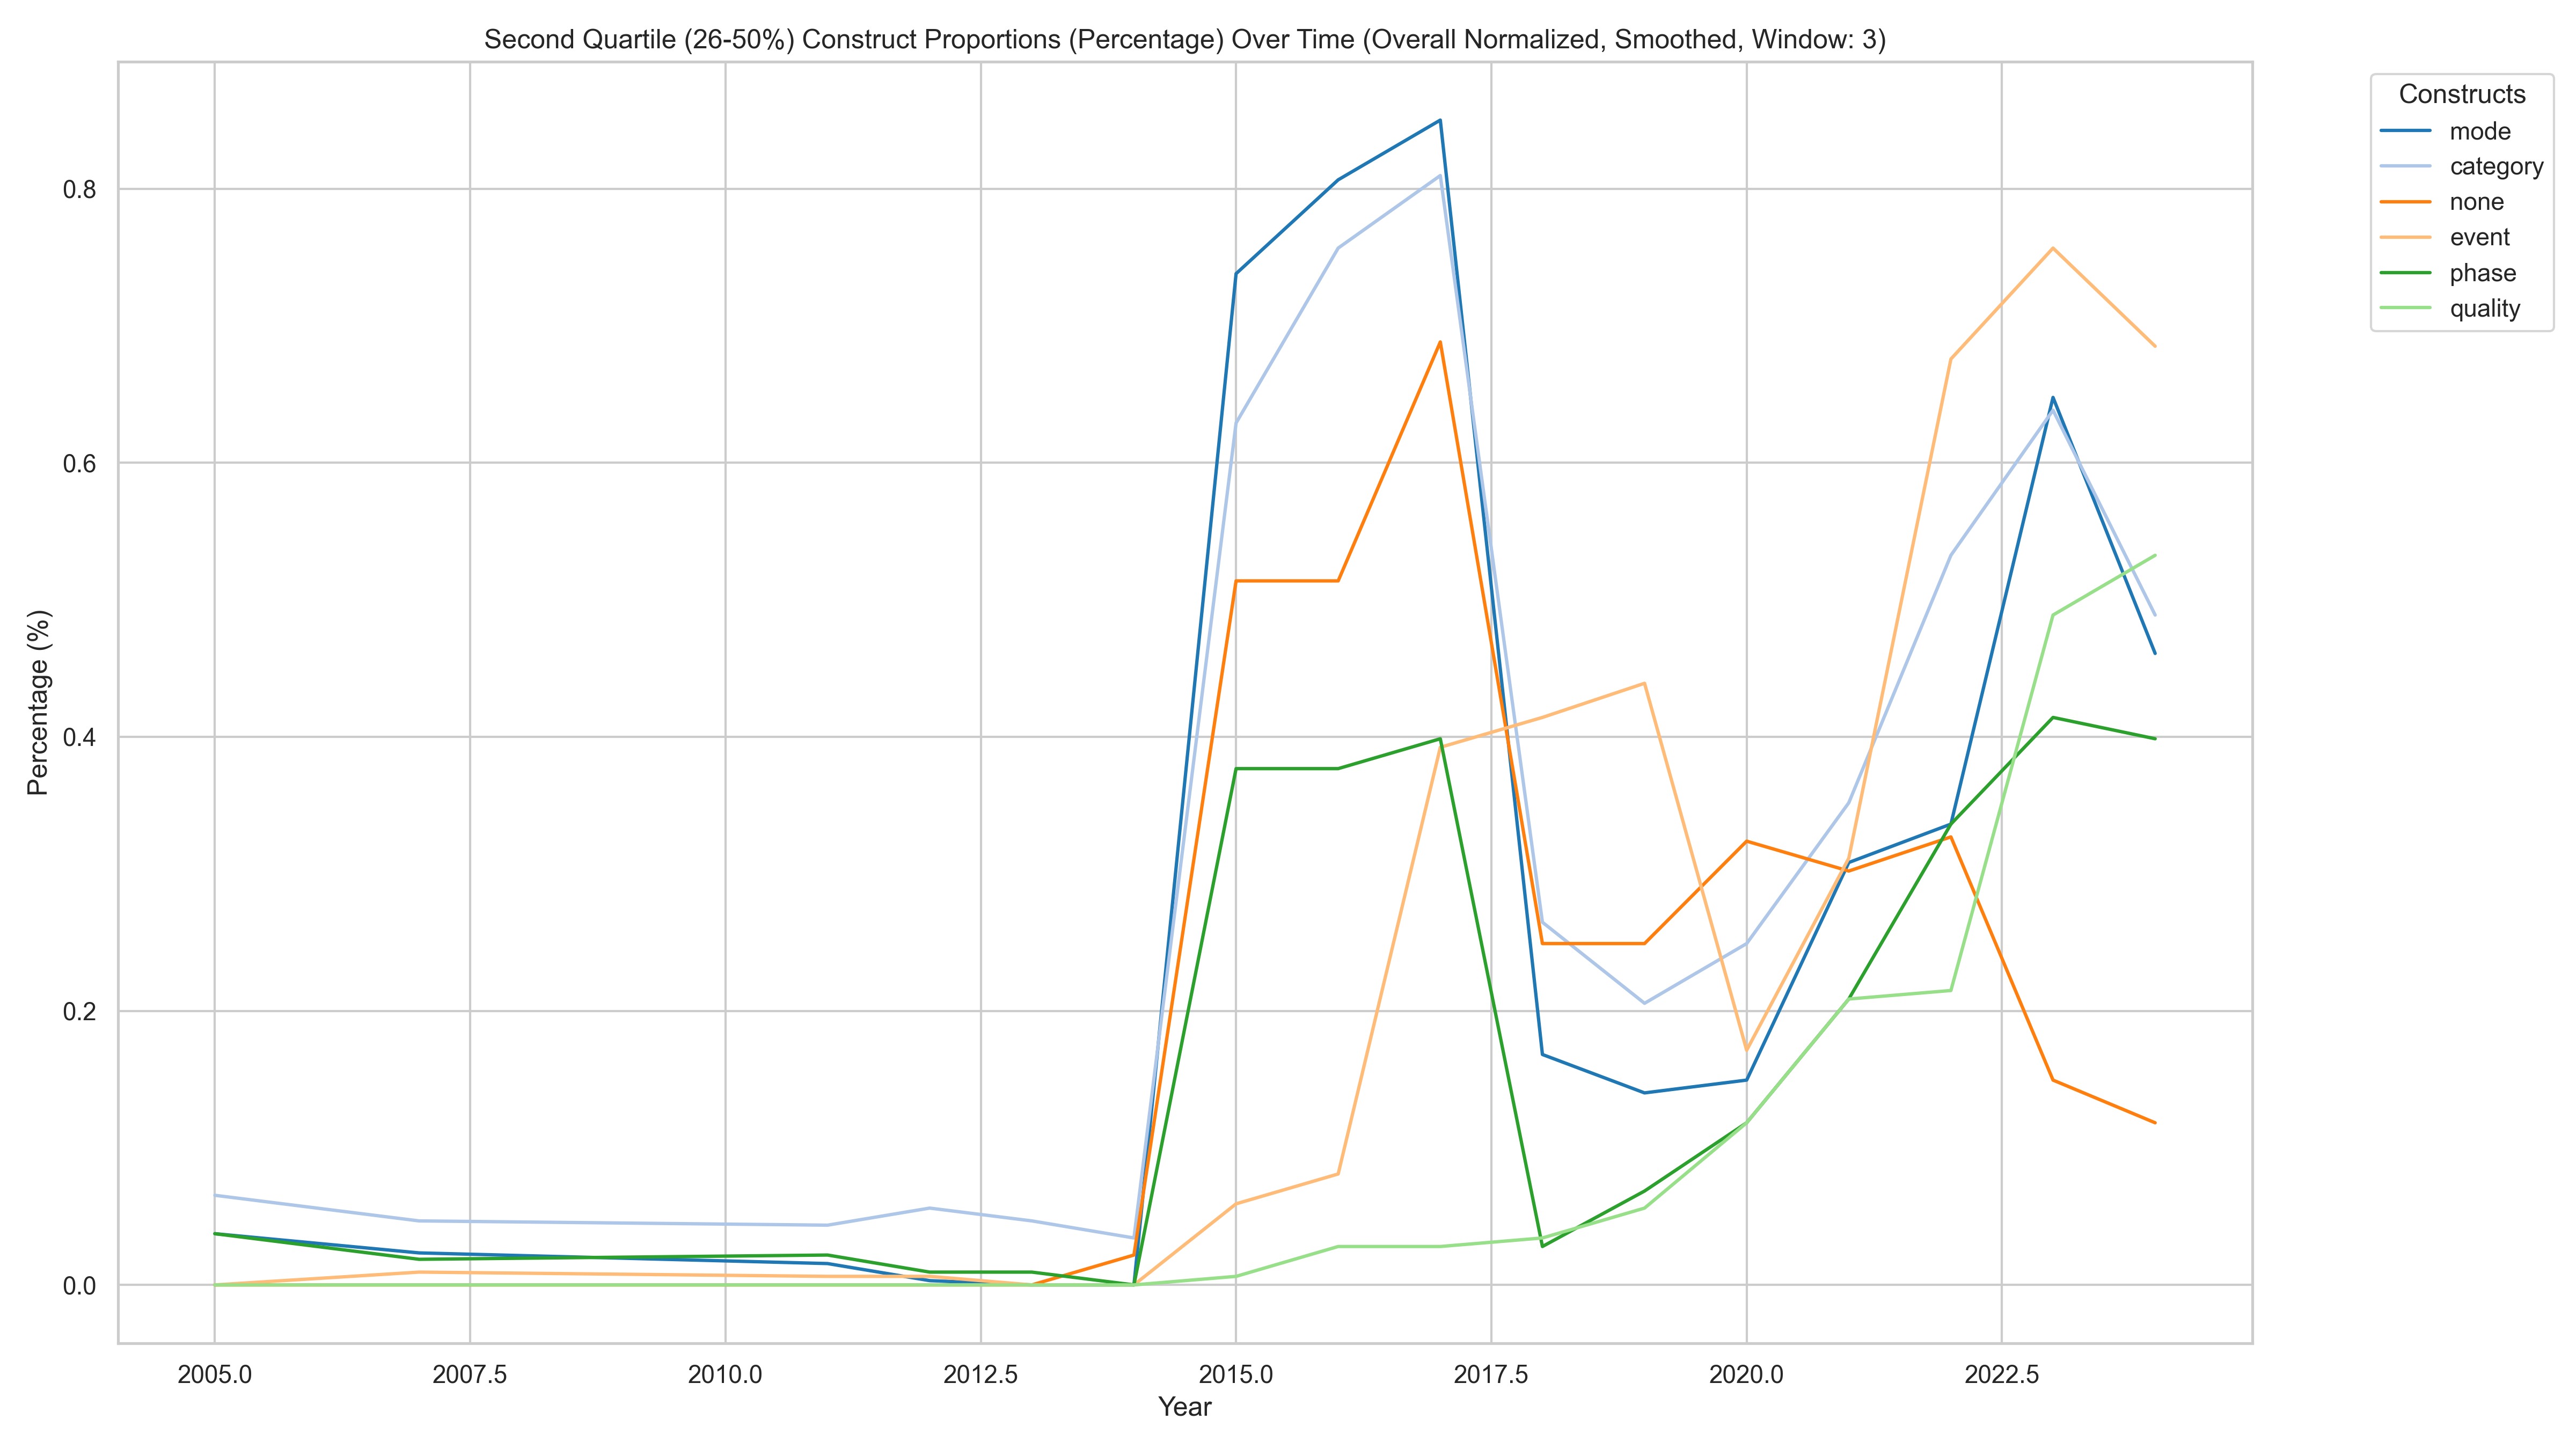 Second Quartile (26-50%) Construct Proportions (Percentage) Over Time (Overall Normalized, Smoothed, Window: 3)
Constructs
mode
category
none
event
phase
quality
Percentage (%)
0.8
0.6
0.4
0.2
0.0
2005.0 2007.5 2010.0 2012.5 2015.0 2017.5 2020.0 2022.5
Year